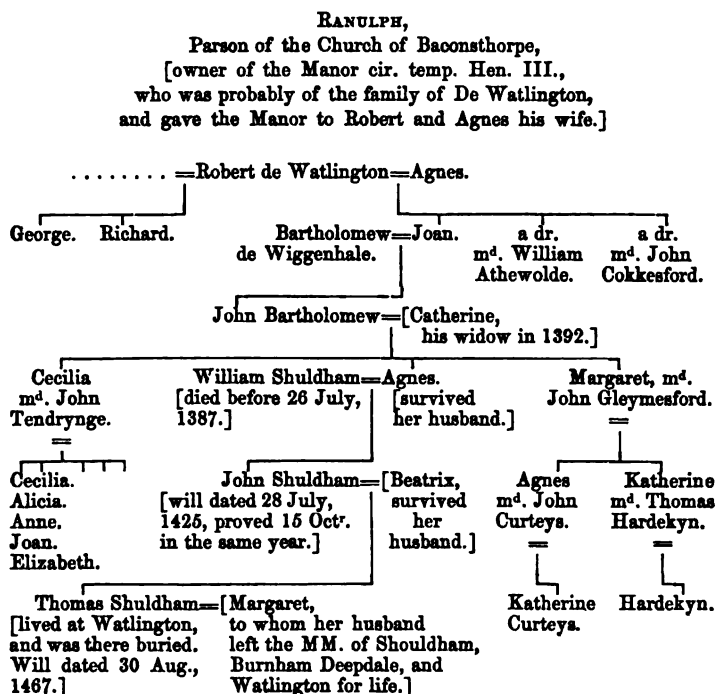 RANULPH,
Parson of the Church of Baconsthorpe,
[owner of the Manor cir. temp. Hen. III.,
who was probably of the family of De Watlington,
and gave the Manor to Robert and Agnes his wife.]
. . . . . . . . =Robert de Watlington=Agnes.
George. Richard.
Bartholomew=Joan.
de Wiggenhale.
a dr.
md. William
Athewolde.
a dr.
md. John
Cokkesford.
John Bartholomew=[Catherine,
his widow in 1392.]
Cecilia
md. John
Tendrynge.
=
William Shuldham=Agnes.
[died before 26 July,
1387.]
[survived
her husband.]
Margaret, md.
John Gleymesford.
=
Cecilia.
Alicia.
Anne.
Joan.
Elizabeth.
John Shuldham=[Beatrix,
[will dated 28 July,
1425, proved 15 Octr.
in the same year.]
survived
her
husband.]
Agnes
md. John
Curteys.
=
Katherine
md. Thomas
Hardekyn.
=
Thomas Shuldham=[Margaret,
[lived at Watlington,
and was there buried.
Will dated 30 Aug.,
1467.]
to whom her husband
left the MM. of Shouldham,
Burnham Deepdale, and
Watlington for life.]
Katherine
Curteys.
Hardekyn.